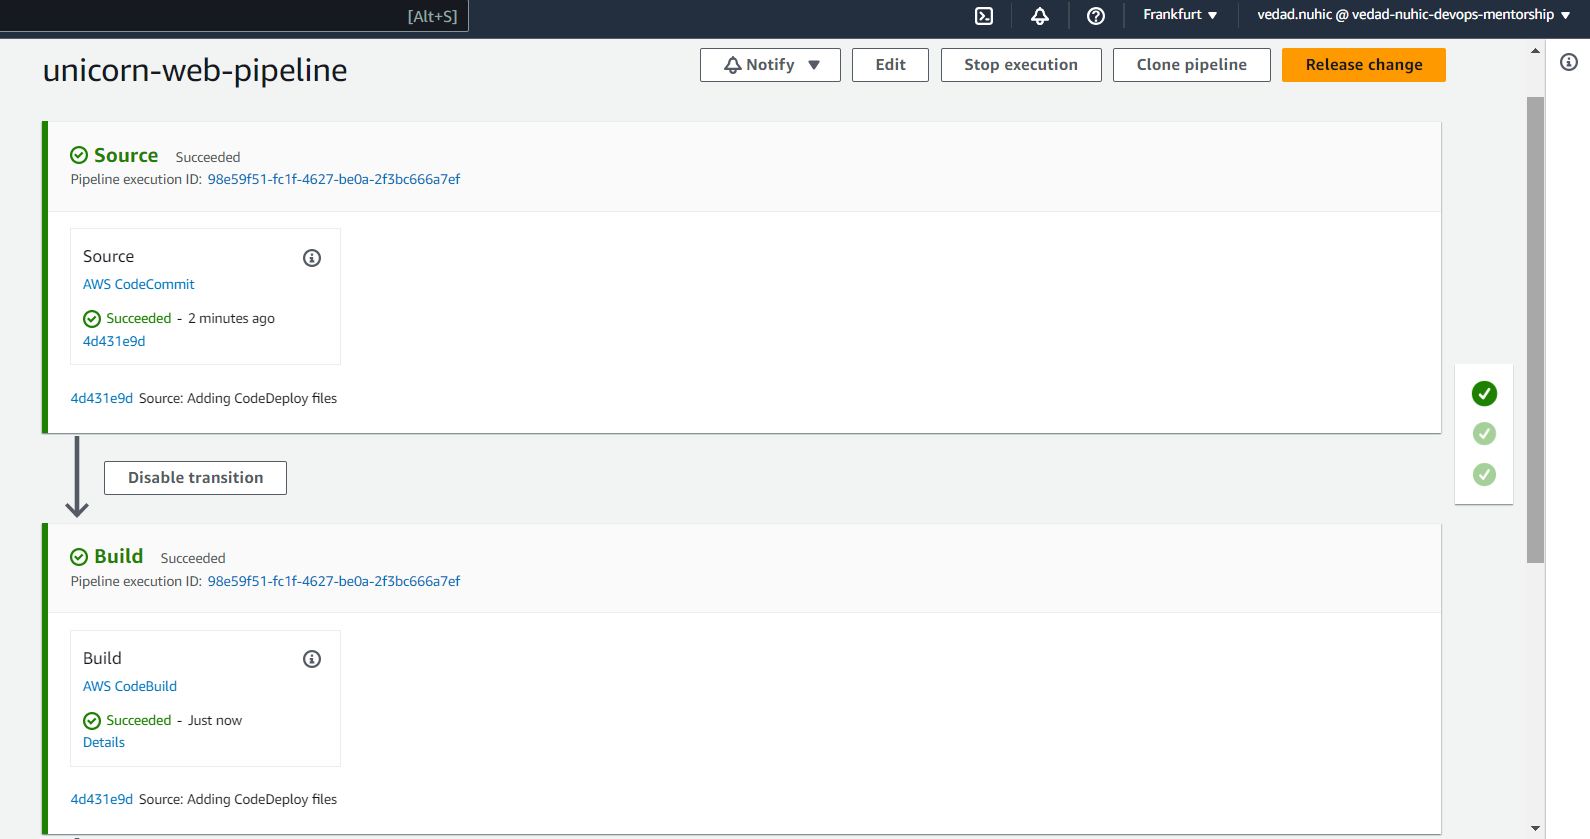 [Alt+S]
Frankfurt
vedad.nuhic @ vedad-nuhic-devops-mentorship
unicorn-web-pipeline
Notify
Edit
Stop execution
Clone pipeline
Release change
Source Succeeded
Pipeline execution ID: 98e59f51-fc1f-4627-be0a-2f3bc666a7ef
Source
AWS CodeCommit
Succeeded - 2 minutes ago
4d431e9d
4d431e9d Source: Adding CodeDeploy files
Disable transition
Build Succeeded
Pipeline execution ID: 98e59f51-fc1f-4627-be0a-2f3bc666a7ef
Build
AWS CodeBuild
Succeeded - Just now
Details
4d431e9d Source: Adding CodeDeploy files